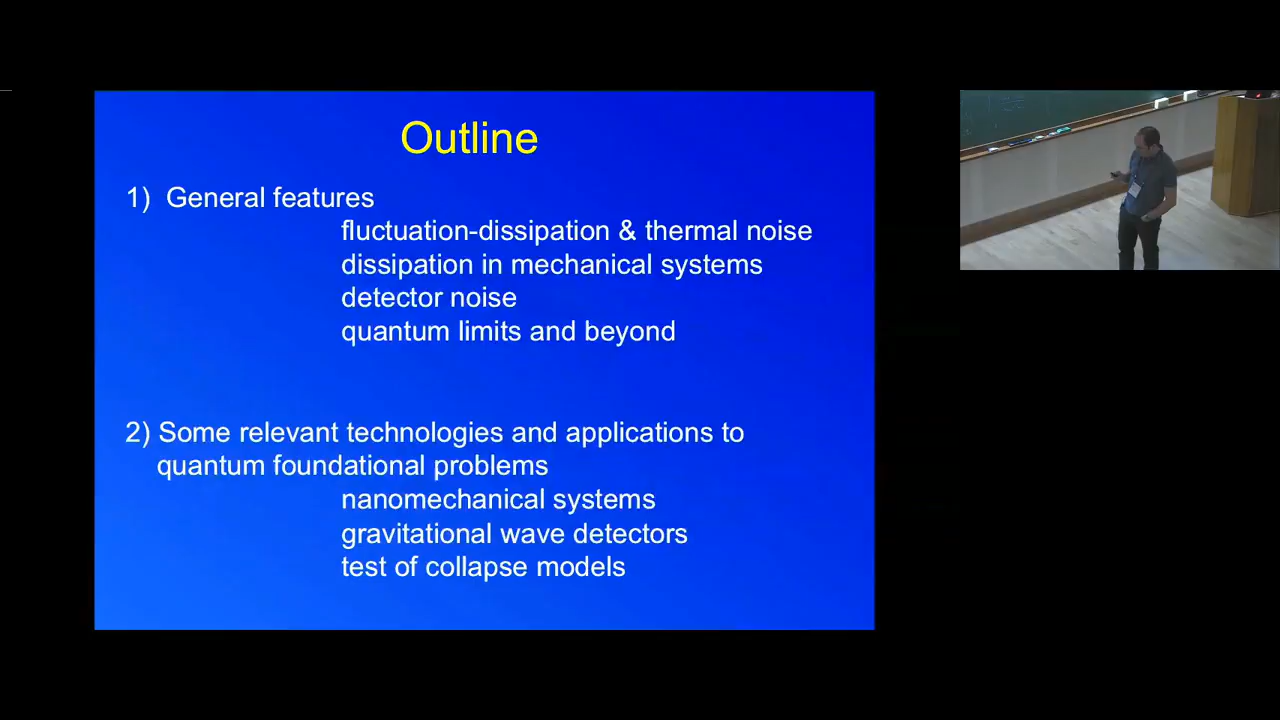 Outline
1) General features
fluctuation-dissipation & thermal noise
dissipation in mechanical systems
detector noise
quantum limits and beyond
2) Some relevant technologies and applications to
quantum foundational problems
nanomechanical systems
gravitational wave detectors
test of collapse models